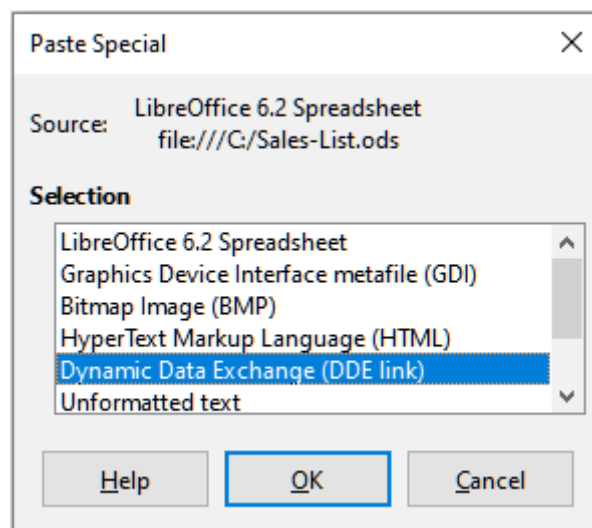 Paste Special
Source:
LibreOffice 6.2 Spreadsheet
file:///C:/Sales-List.ods
Selection
LibreOffice 6.2 Spreadsheet
Graphics Device Interface metafile (GDI)
Bitmap Image (BMP)
HyperText Markup Language (HTML)
Dynamic Data Exchange (DDE link)
Unformatted text
Help
OK
Cancel